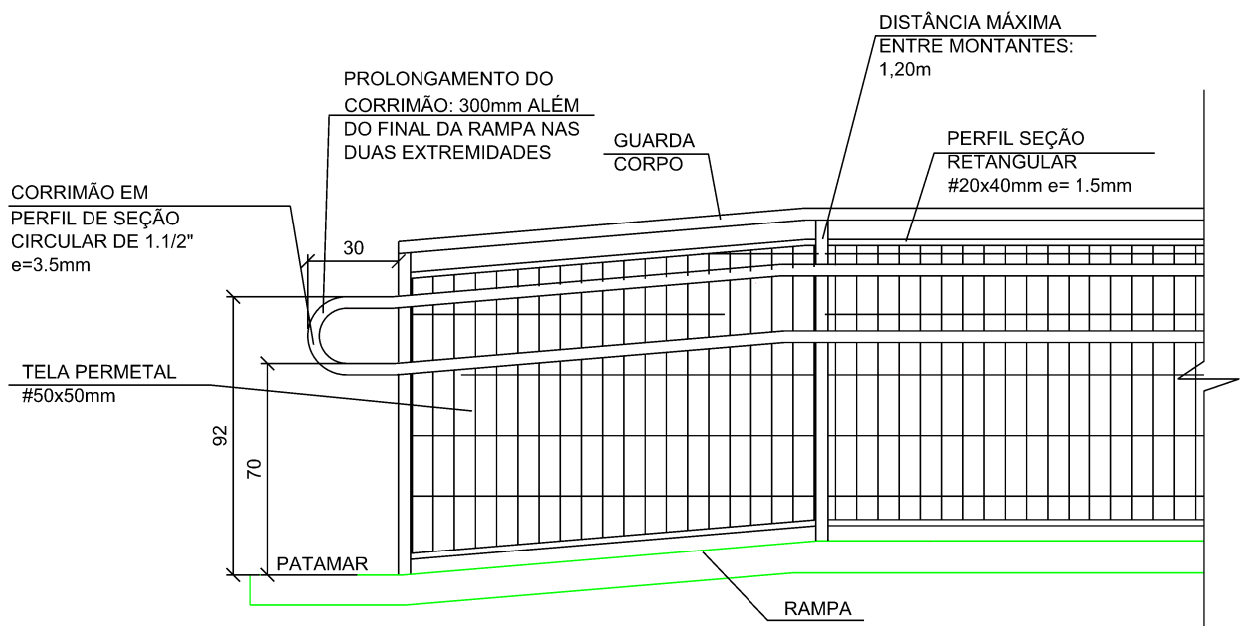 DISTÂNCIA MÁXIMA
ENTRE MONTANTES:
1,20m
PROLONGAMENTO DO
CORRIMÃO: 300mm ALÉM
DO FINAL DA RAMPA NAS
DUAS EXTREMIDADES
GUARDA
CORPO
PERFIL SEÇÃO
RETANGULAR
#20x40mm e= 1.5mm
CORRIMÃO EM
PERFIL DE SEÇÃO
CIRCULAR DE 1.1/2"
e=3.5mm
30
TELA PERMETAL
#50x50mm
92
70
PATAMAR
RAMPA